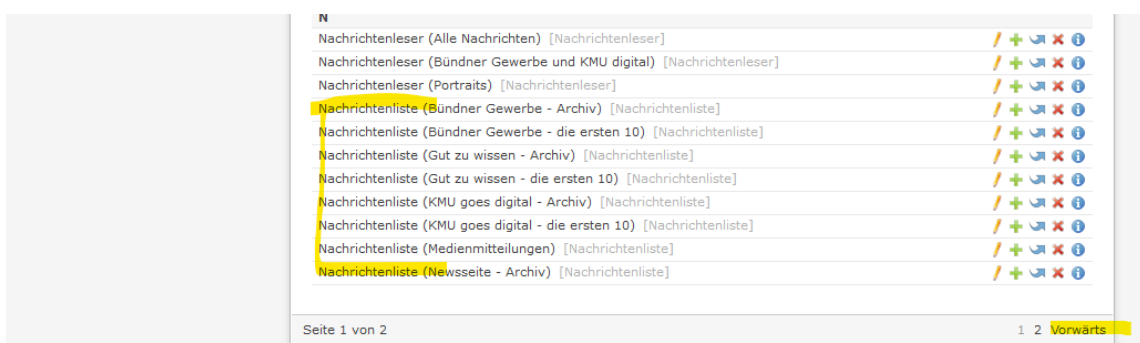 N
Nachrichtenleser (Alle Nachrichten) [Nachrichtenleser]
Nachrichtenleser (Bündner Gewerbe und KMU digital) [Nachrichtenleser]
Nachrichtenleser (Portraits) [Nachrichtenleser]
Nachrichtenliste (Bündner Gewerbe - Archiv) [Nachrichtenliste]
Nachrichtenliste (Bündner Gewerbe - die ersten 10) [Nachrichtenliste]
Nachrichtenliste (Gut zu wissen - Archiv) [Nachrichtenliste]
Nachrichtenliste (Gut zu wissen - die ersten 10) [Nachrichtenliste]
Nachrichtenliste (KMU goes digital - Archiv) [Nachrichtenliste]
Nachrichtenliste (KMU goes digital - die ersten 10) [Nachrichtenliste]
Nachrichtenliste (Medienmitteilungen) [Nachrichtenliste]
Nachrichtenliste (Newsseite - Archiv) [Nachrichtenliste]
Seite 1 von 2 1 2 Vorwärts